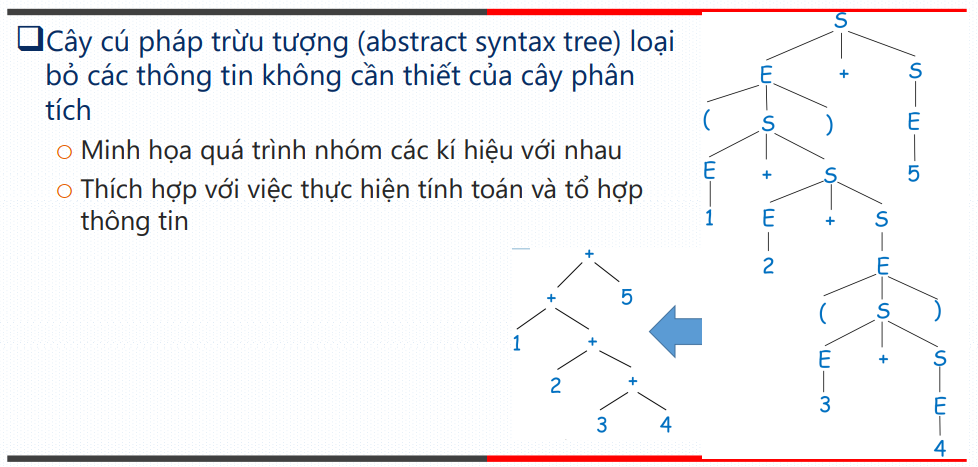 Cây cú pháp trừu tượng (abstract syntax tree) loại
bỏ các thông tin không cần thiết của cây phân
tích
Minh họa quá trình nhóm các kí hiệu với nhau
Thích hợp với việc thực hiện tính toán và tổ hợp
thông tin
+
+ 5
1 +
2 +
3 4
S
E + S
( S ) E
E + S 5
1 E + S
2 E
( S )
E + S
3 E
4